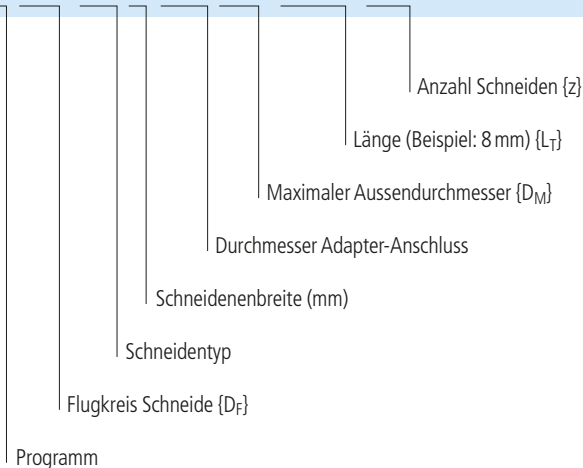 Anzahl Schneiden {z}
Länge (Beispiel: 8 mm) {LT}
Maximaler Aussendurchmesser {DM}
Durchmesser Adapter-Anschluss
Schneidenenbreite (mm)
Schneidentyp
Flugkreis Schneide {DF}
Programm